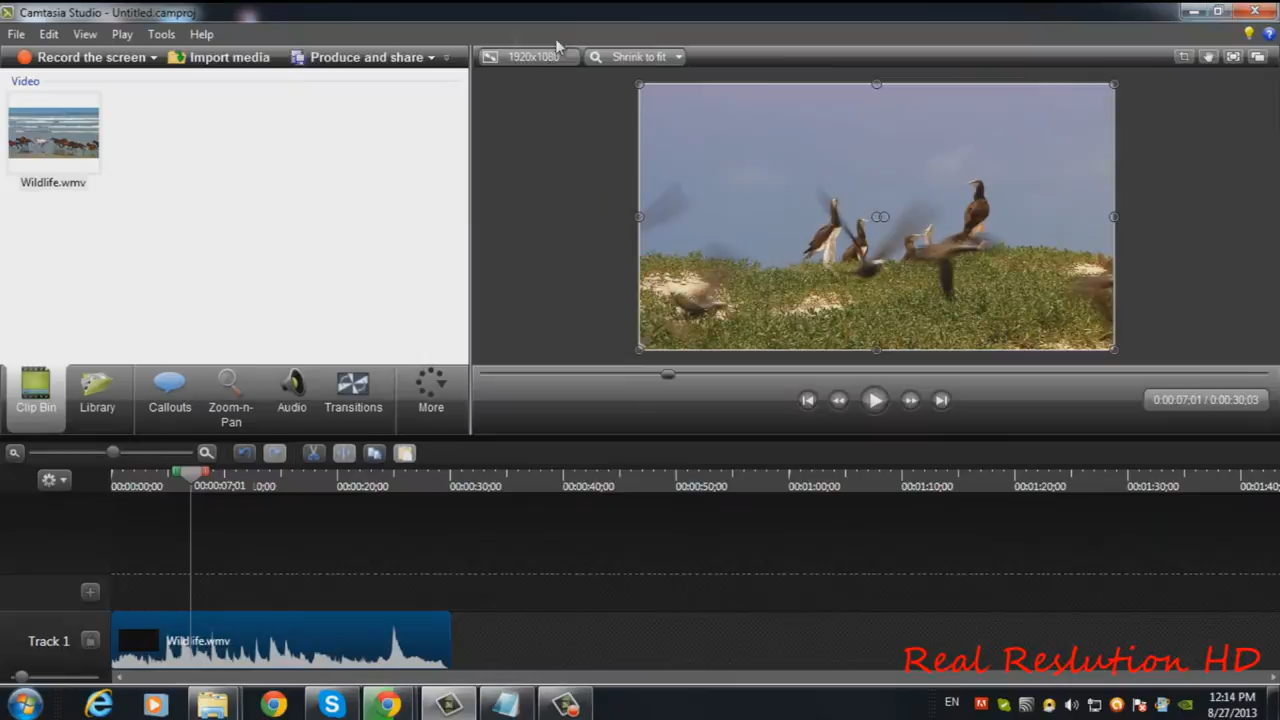 Camtasia Studio - Untitled.camproj
File Edit View Play Tools Help
Record the screen Import media Produce and share
1920x1080 Shrink to fit
Video
Wildlife.wmv
Clip Bin Library Callouts Zoom-n-Pan Audio Transitions More
0:00:07;01 / 0:00:30;03
00:00:00;00 00:00:07;01 10;00 00:00:20;00 00:00:30;00 00:00:40;00 00:00:50;00 00:01:00;00 00:01:10;00 00:01:20;00 00:01:30;00 00:01:40
Track 1 Wildlife.wmv
Real Reslution HD
EN 12:14 PM
8/27/2013